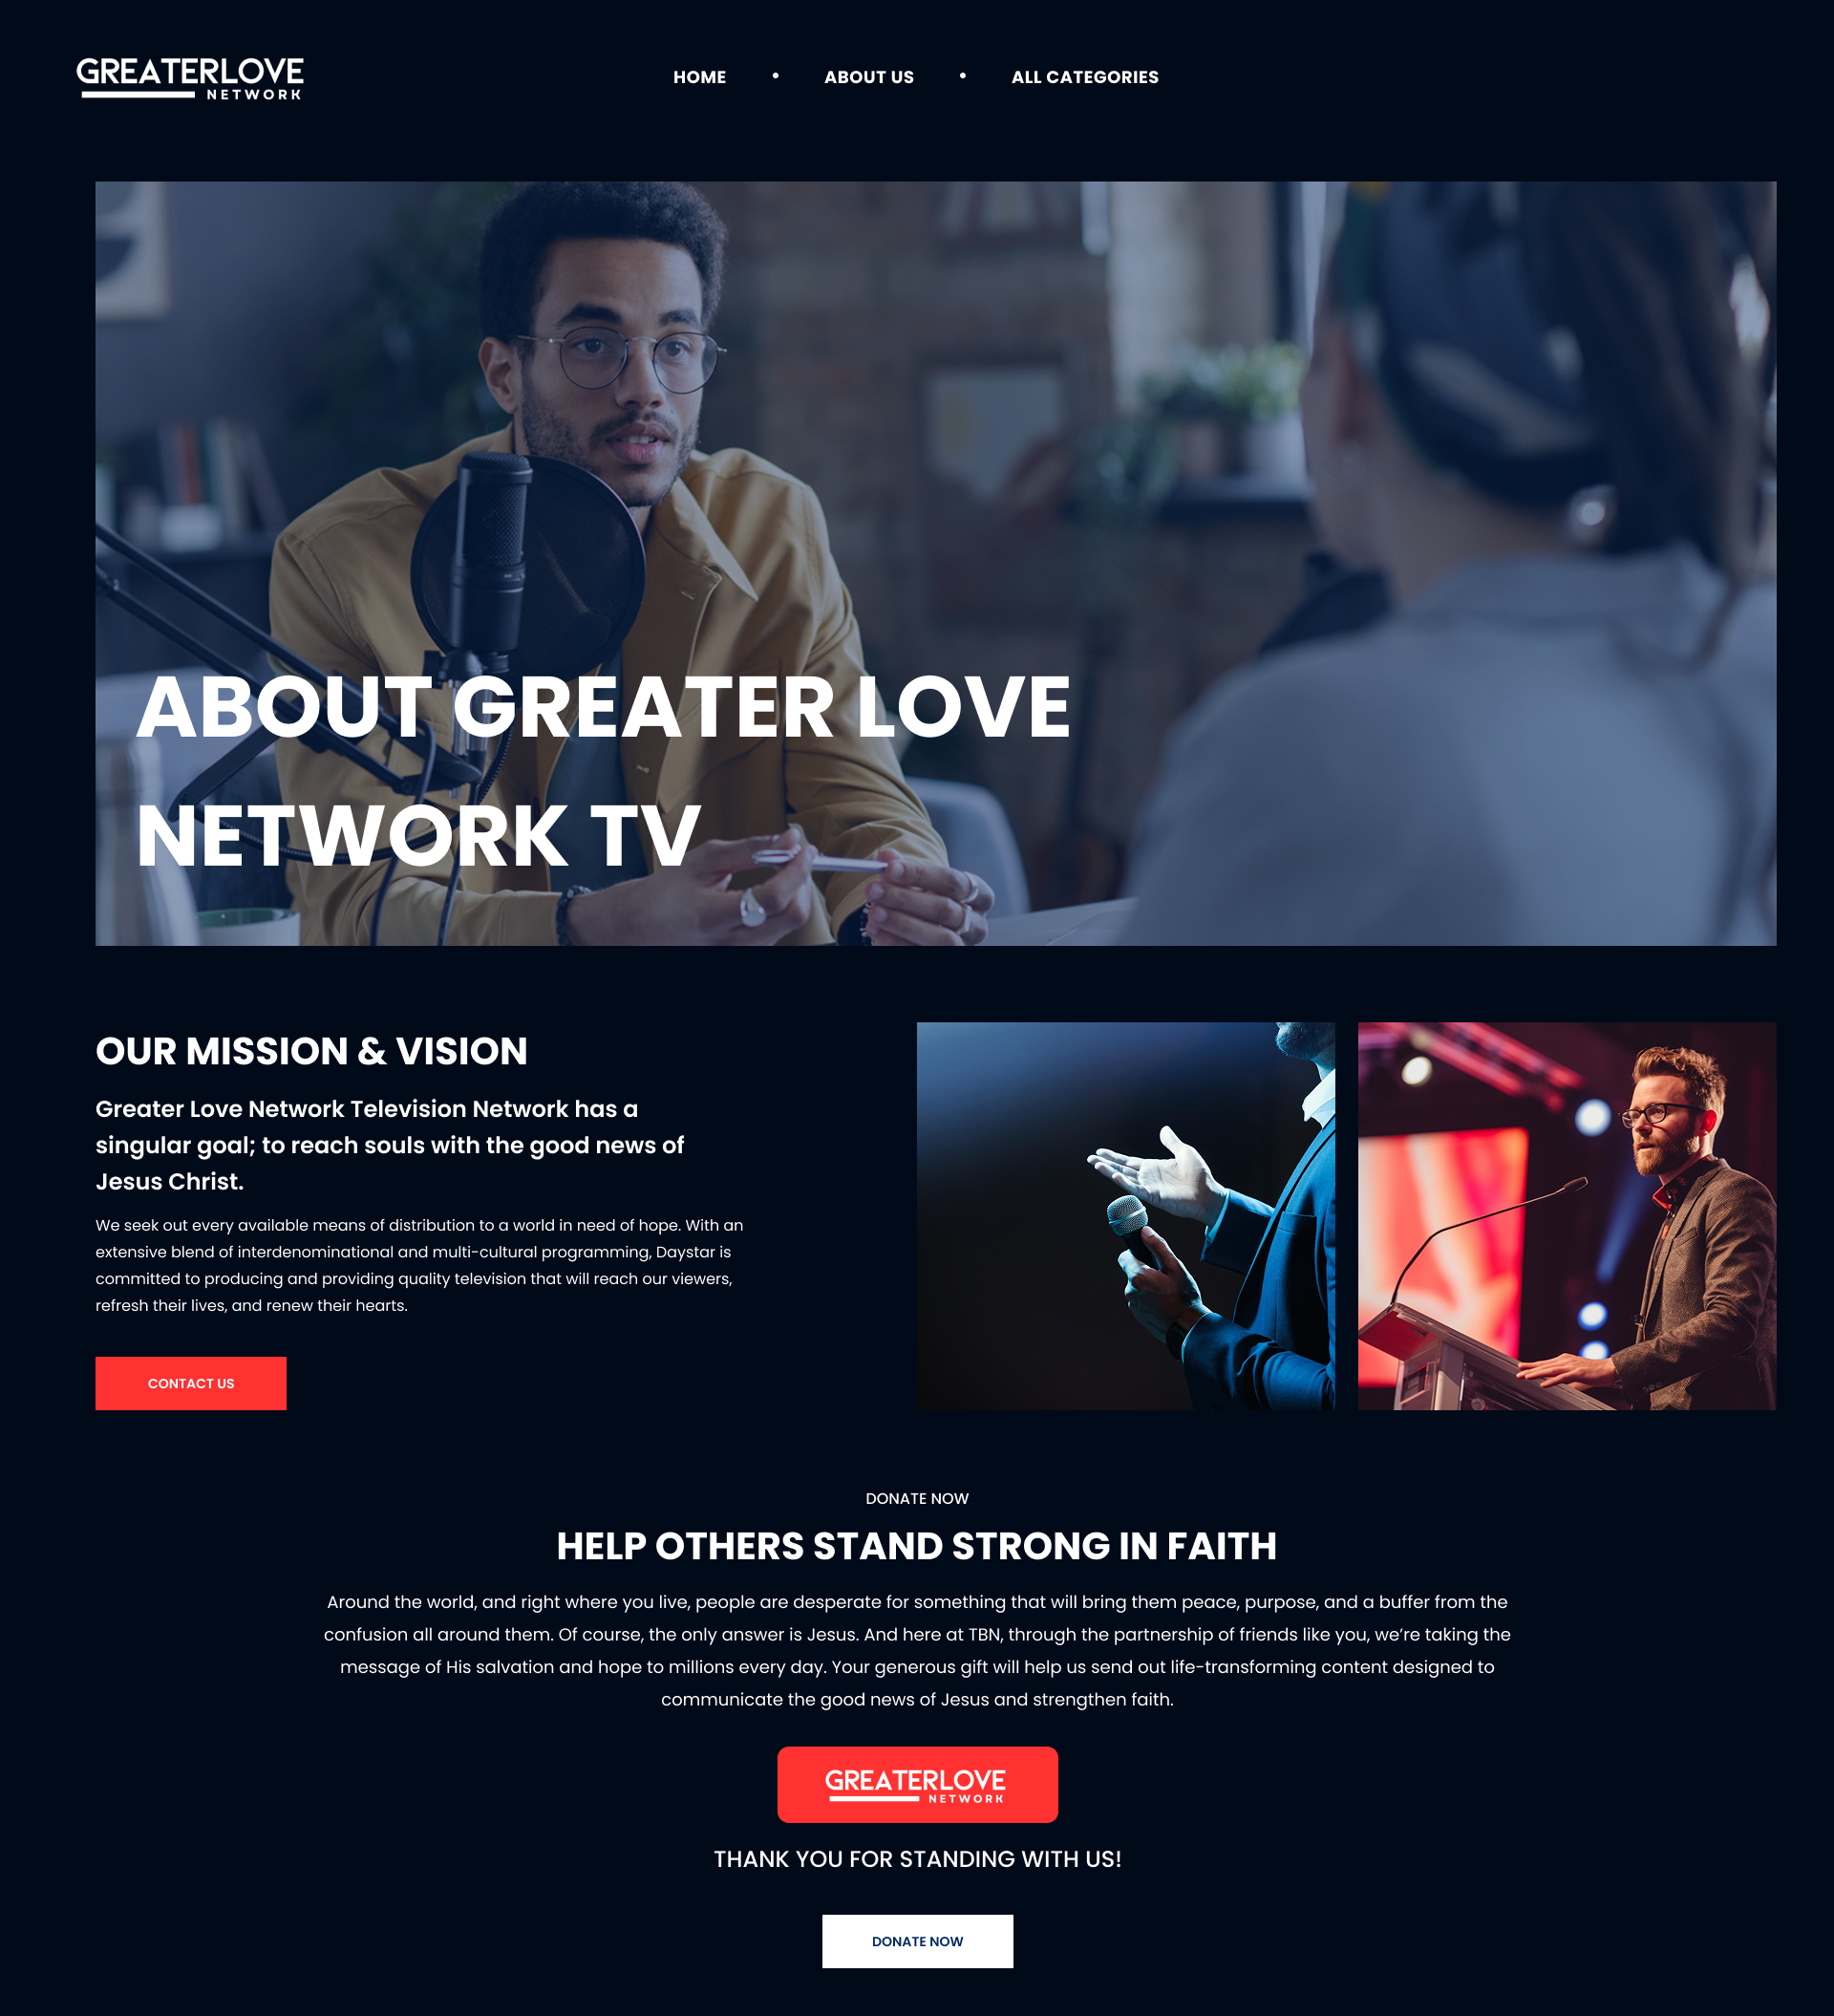 GREATERLOVE
NETWORK
HOME • ABOUT US • ALL CATEGORIES
ABOUT GREATER LOVE
NETWORK TV
OUR MISSION & VISION
Greater Love Network Television Network has a
singular goal; to reach souls with the good news of
Jesus Christ.
We seek out every available means of distribution to a world in need of hope. With an
extensive blend of interdenominational and multi-cultural programming, Daystar is
committed to producing and providing quality television that will reach our viewers,
refresh their lives, and renew their hearts.
CONTACT US
DONATE NOW
HELP OTHERS STAND STRONG IN FAITH
Around the world, and right where you live, people are desperate for something that will bring them peace, purpose, and a buffer from the
confusion all around them. Of course, the only answer is Jesus. And here at TBN, through the partnership of friends like you, we’re taking the
message of His salvation and hope to millions every day. Your generous gift will help us send out life-transforming content designed to
communicate the good news of Jesus and strengthen faith.
GREATERLOVE
NETWORK
THANK YOU FOR STANDING WITH US!
DONATE NOW